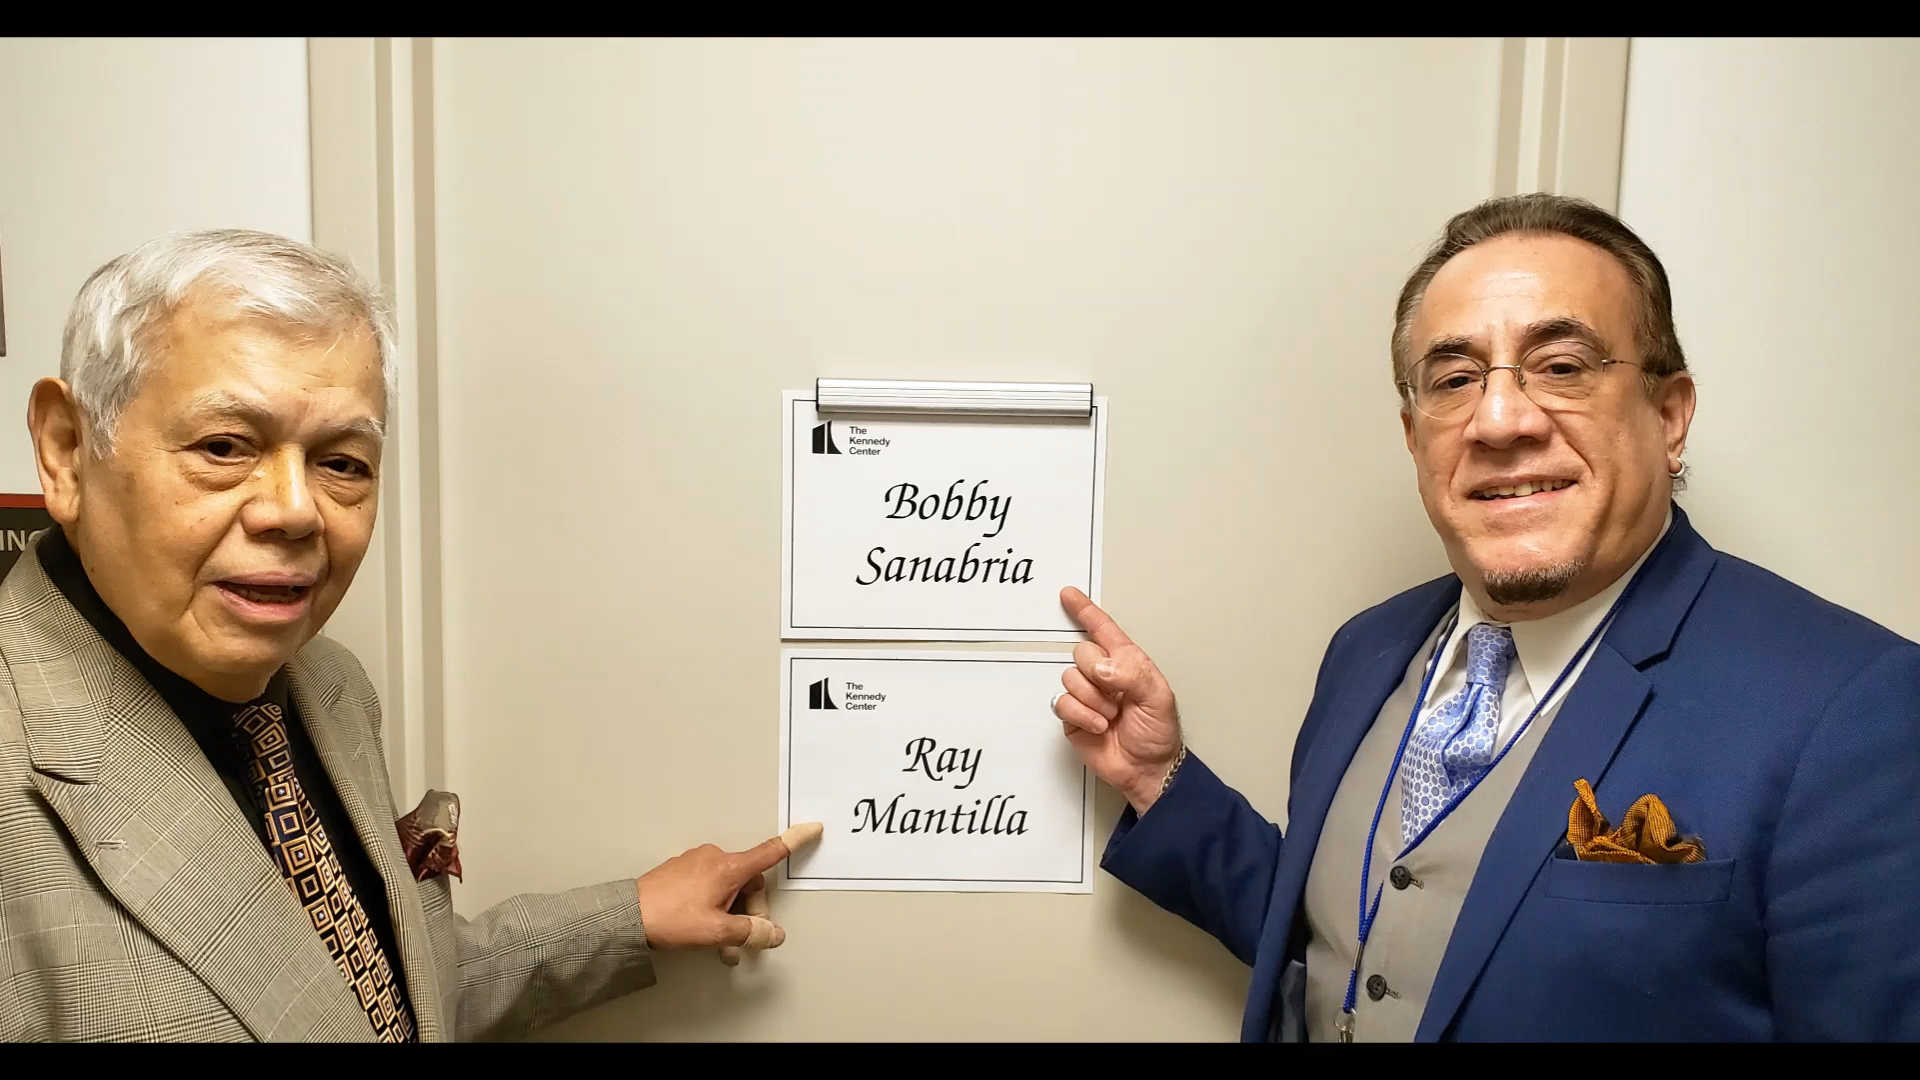 The
Kennedy
Center
Bobby
Sanabria
The
Kennedy
Center
Ray
Mantilla